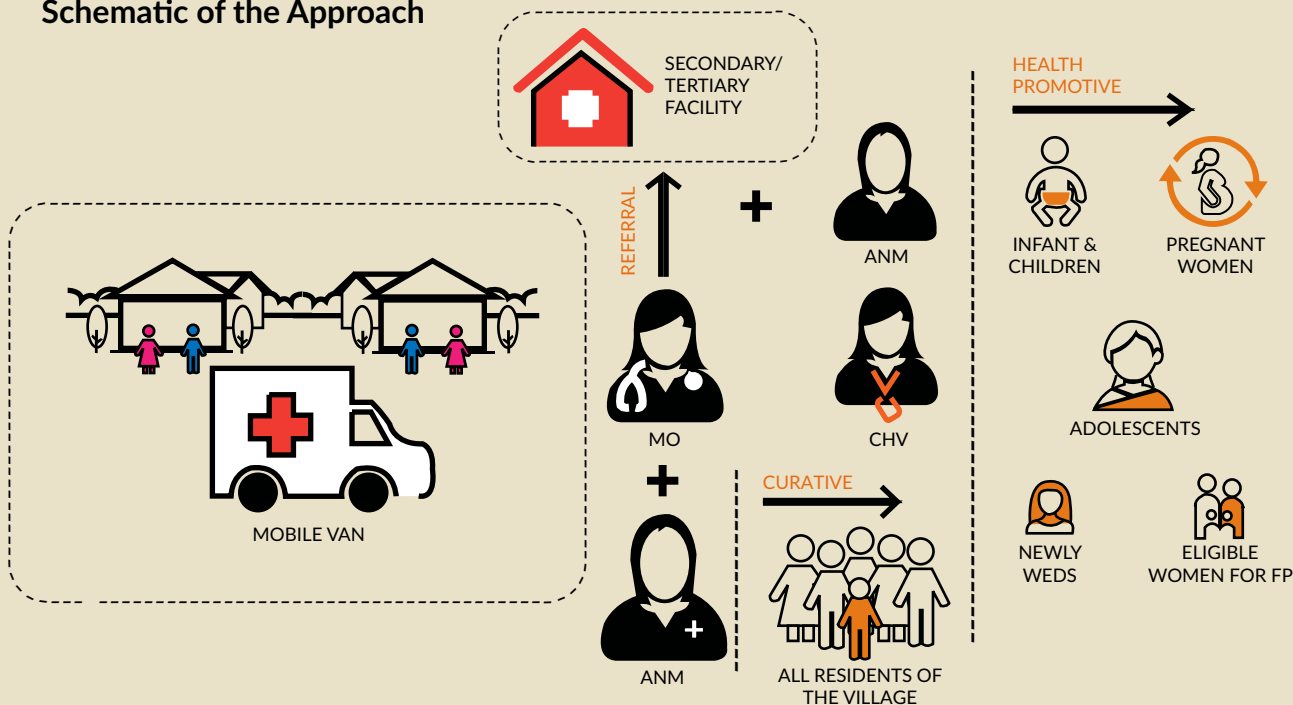 Schematic of the Approach
SECONDARY/
TERTIARY
FACILITY
HEALTH
PROMOTIVE
REFERRAL
ANM
INFANT &
CHILDREN
PREGNANT
WOMEN
MO
CHV
ADOLESCENTS
MOBILE VAN
CURATIVE
NEWLY
WEDS
ELIGIBLE
WOMEN FOR FP
ANM
ALL RESIDENTS OF
THE VILLAGE